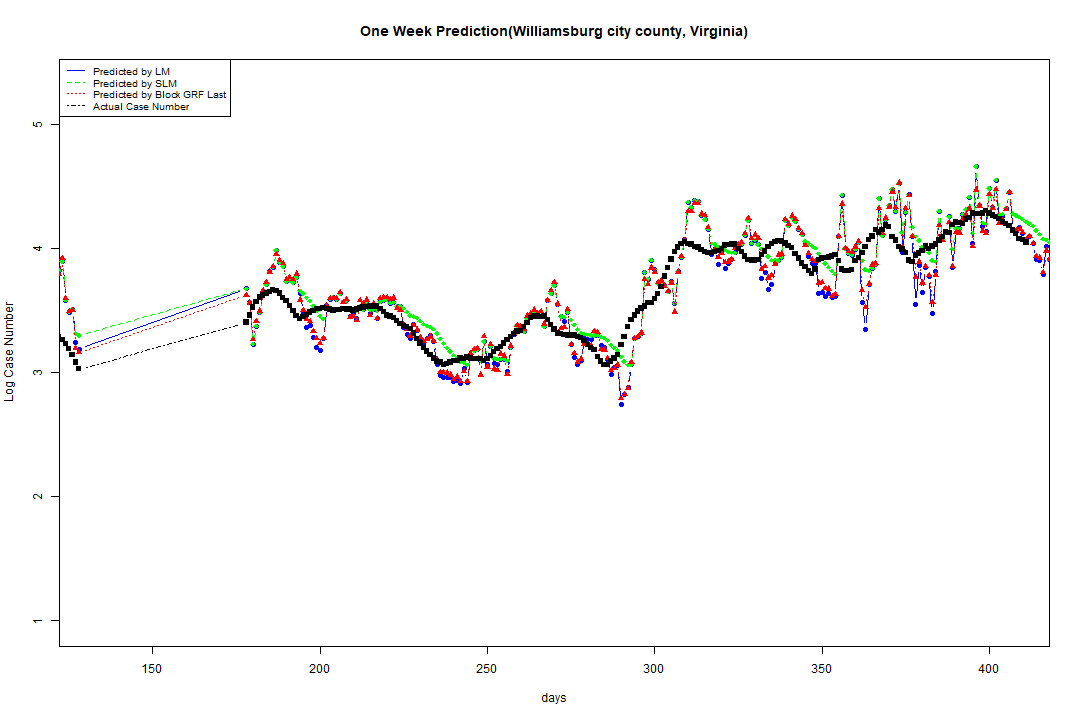 One Week Prediction(Williamsburg city county, Virginia)
Predicted by LM
Predicted by SLM
Predicted by Block GRF Last
Actual Case Number
Log Case Number
5
4
3
2
1
150 200 250 300 350 400
days